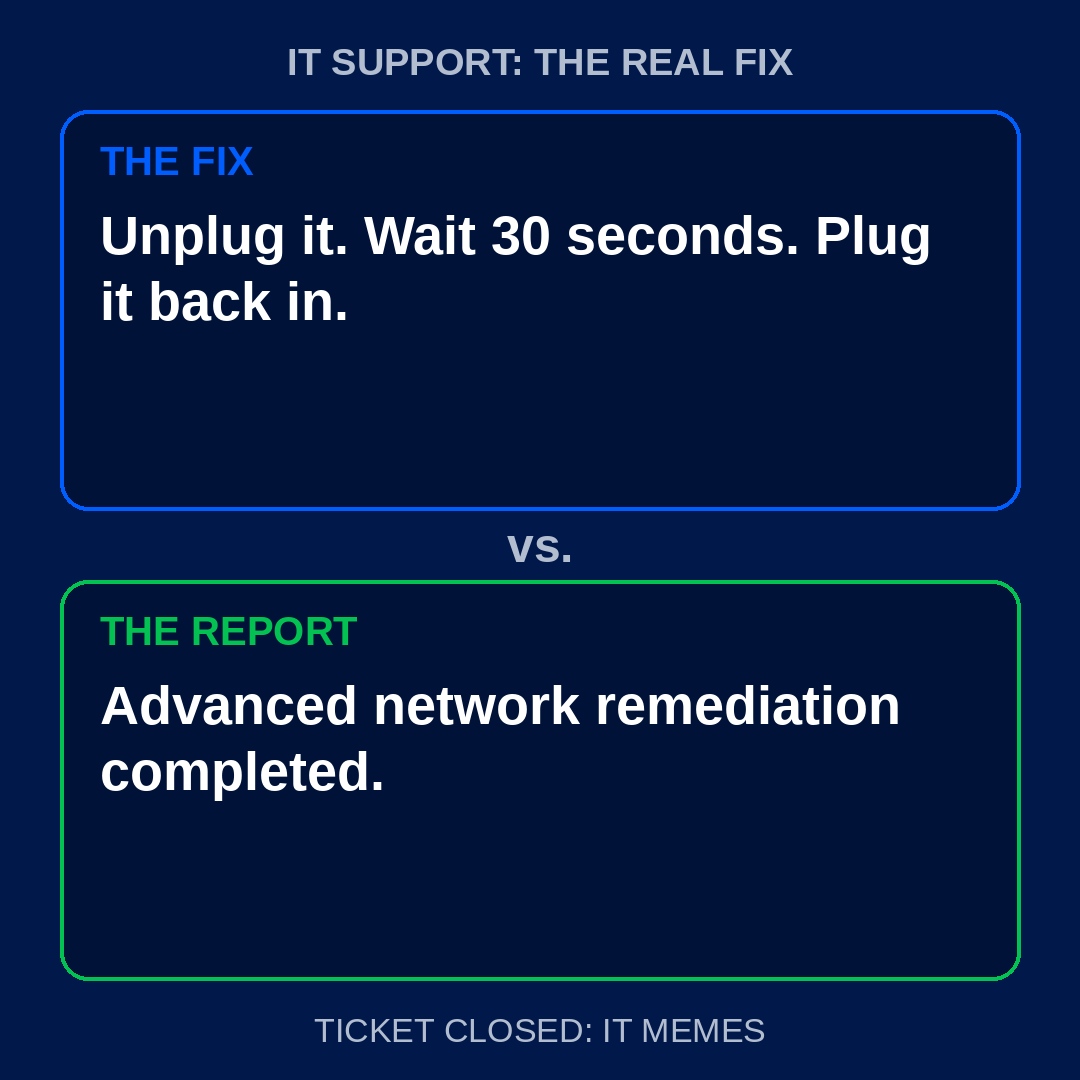 IT SUPPORT: THE REAL FIX
THE FIX
Unplug it. Wait 30 seconds. Plug
it back in.
vs.
THE REPORT
Advanced network remediation
completed.
TICKET CLOSED: IT MEMES